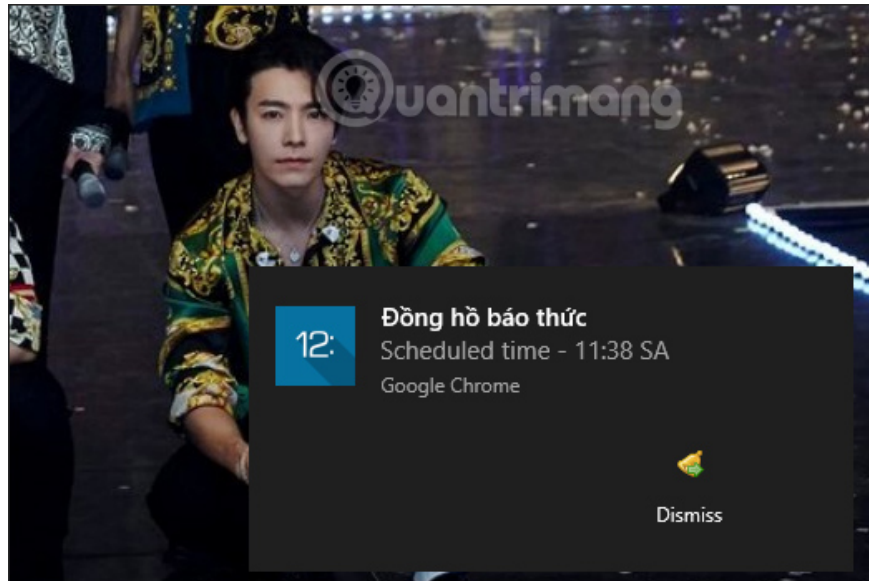 Quantrimang
12:
Đồng hồ báo thức
Scheduled time - 11:38 SA
Google Chrome
Dismiss